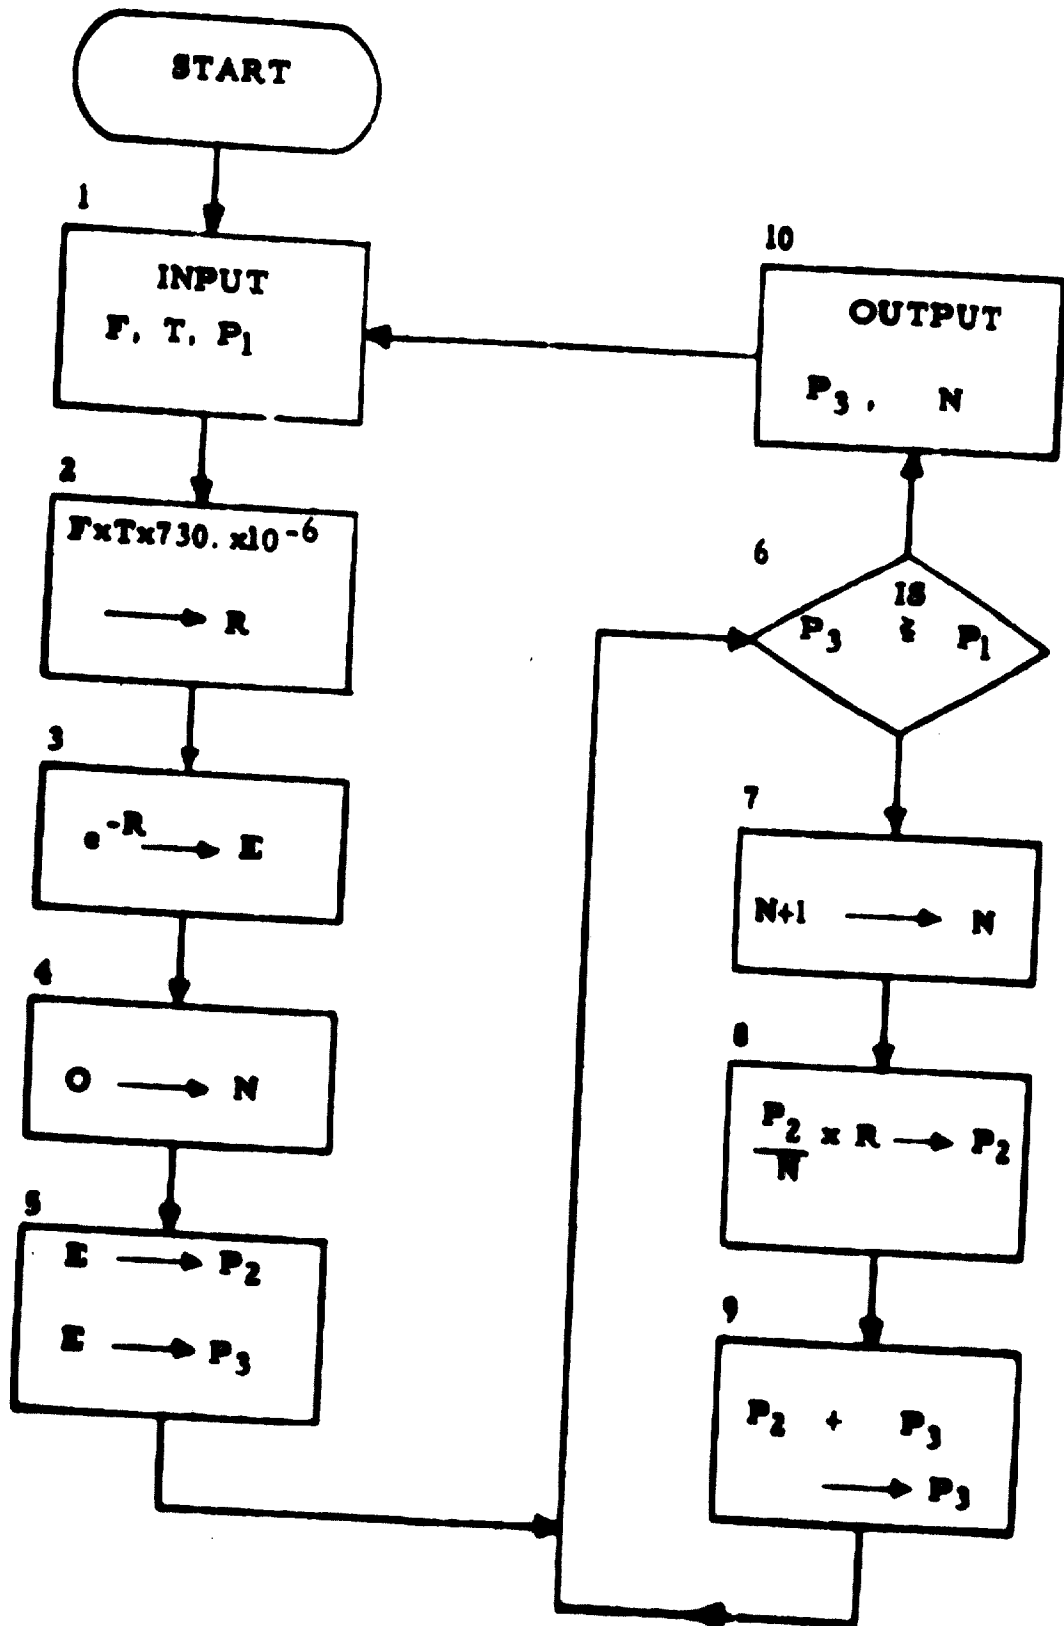 START
1
INPUT
F, T, P₁
2
FxTx730. x10⁻⁶
⟶ R
3
e⁻ᴿ ⟶ E
4
O ⟶ N
5
E ⟶ P₂
E ⟶ P₃
10
OUTPUT
P₃, N
6
IS
P₃ P₁
7
N+1 ⟶ N
8
P₂/N x R ⟶ P₂
9
P₂ + P₃
⟶ P₃